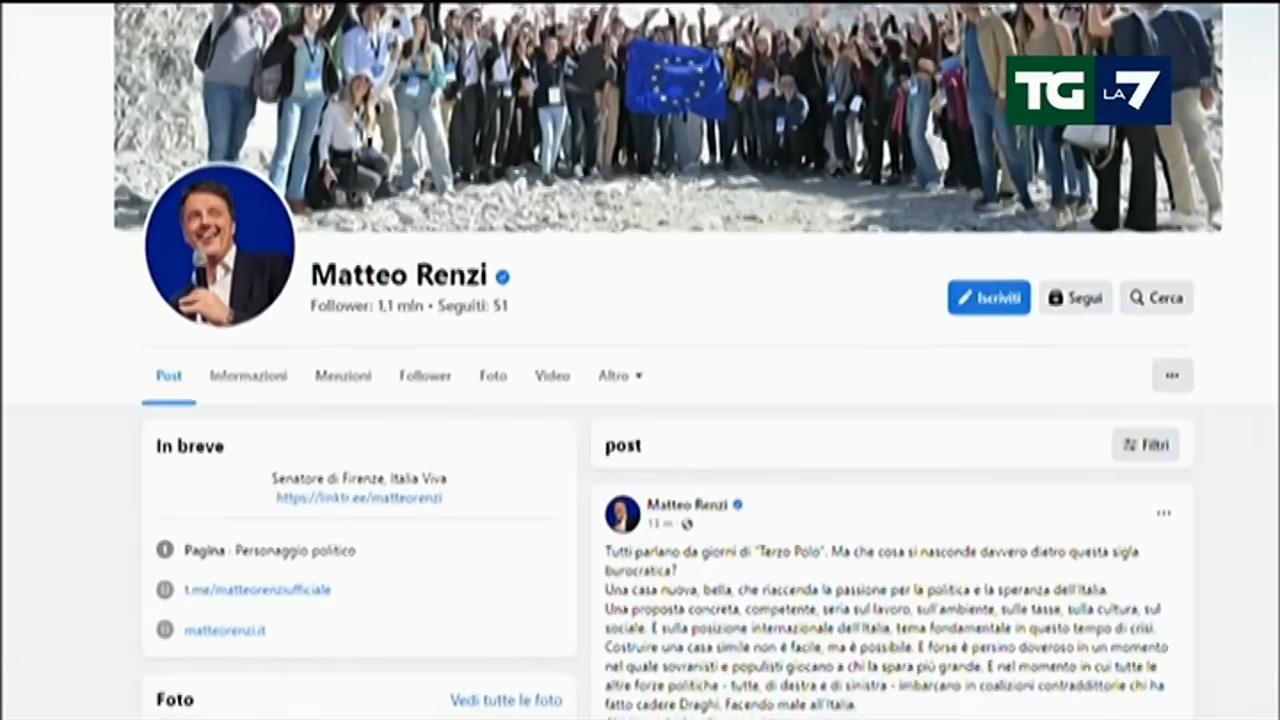 TG LA 7
Matteo Renzi
Follower: 1,1 mln • Seguiti: 51
Iscriviti
Segui
Cerca
Post
Informazioni
Menzioni
Follower
Foto
Video
Altro
In breve
Senatore di Firenze, Italia Viva
https://linktr.ee/matteorenzi
Pagina · Personaggio politico
t.me/matteorenziufficiale
matteorenzi.it
Foto
Vedi tutte le foto
post
Filtri
Matteo Renzi
13 m ·
Tutti parlano da giorni di "Terzo Polo". Ma che cosa si nasconde davvero dietro questa sigla
burocratica?
Una casa nuova, bella, che riaccenda la passione per la politica e la speranza dell'Italia.
Una proposta concreta, competente, seria sul lavoro, sull'ambiente, sulle tasse, sulla cultura, sul
sociale. E sulla posizione internazionale dell'Italia, tema fondamentale in questo tempo di crisi.
Costruire una casa simile non è facile, ma è possibile. E forse è persino doveroso in un momento
nel quale sovranisti e populisti giocano a chi la spara più grande. E nel momento in cui tutte le
altre forze politiche - tutte, di destra e di sinistra - imbarcano in coalizioni contraddittorie chi ha
fatto cadere Draghi. Facendo male all'Italia.